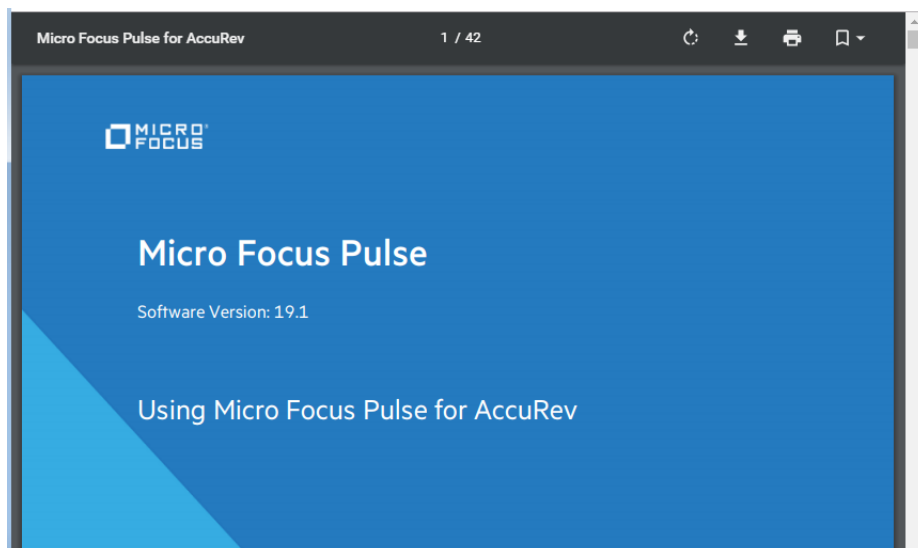 Micro Focus Pulse for AccuRev 1 / 42
MICRO
FOCUS
Micro Focus Pulse
Software Version: 19.1
Using Micro Focus Pulse for AccuRev